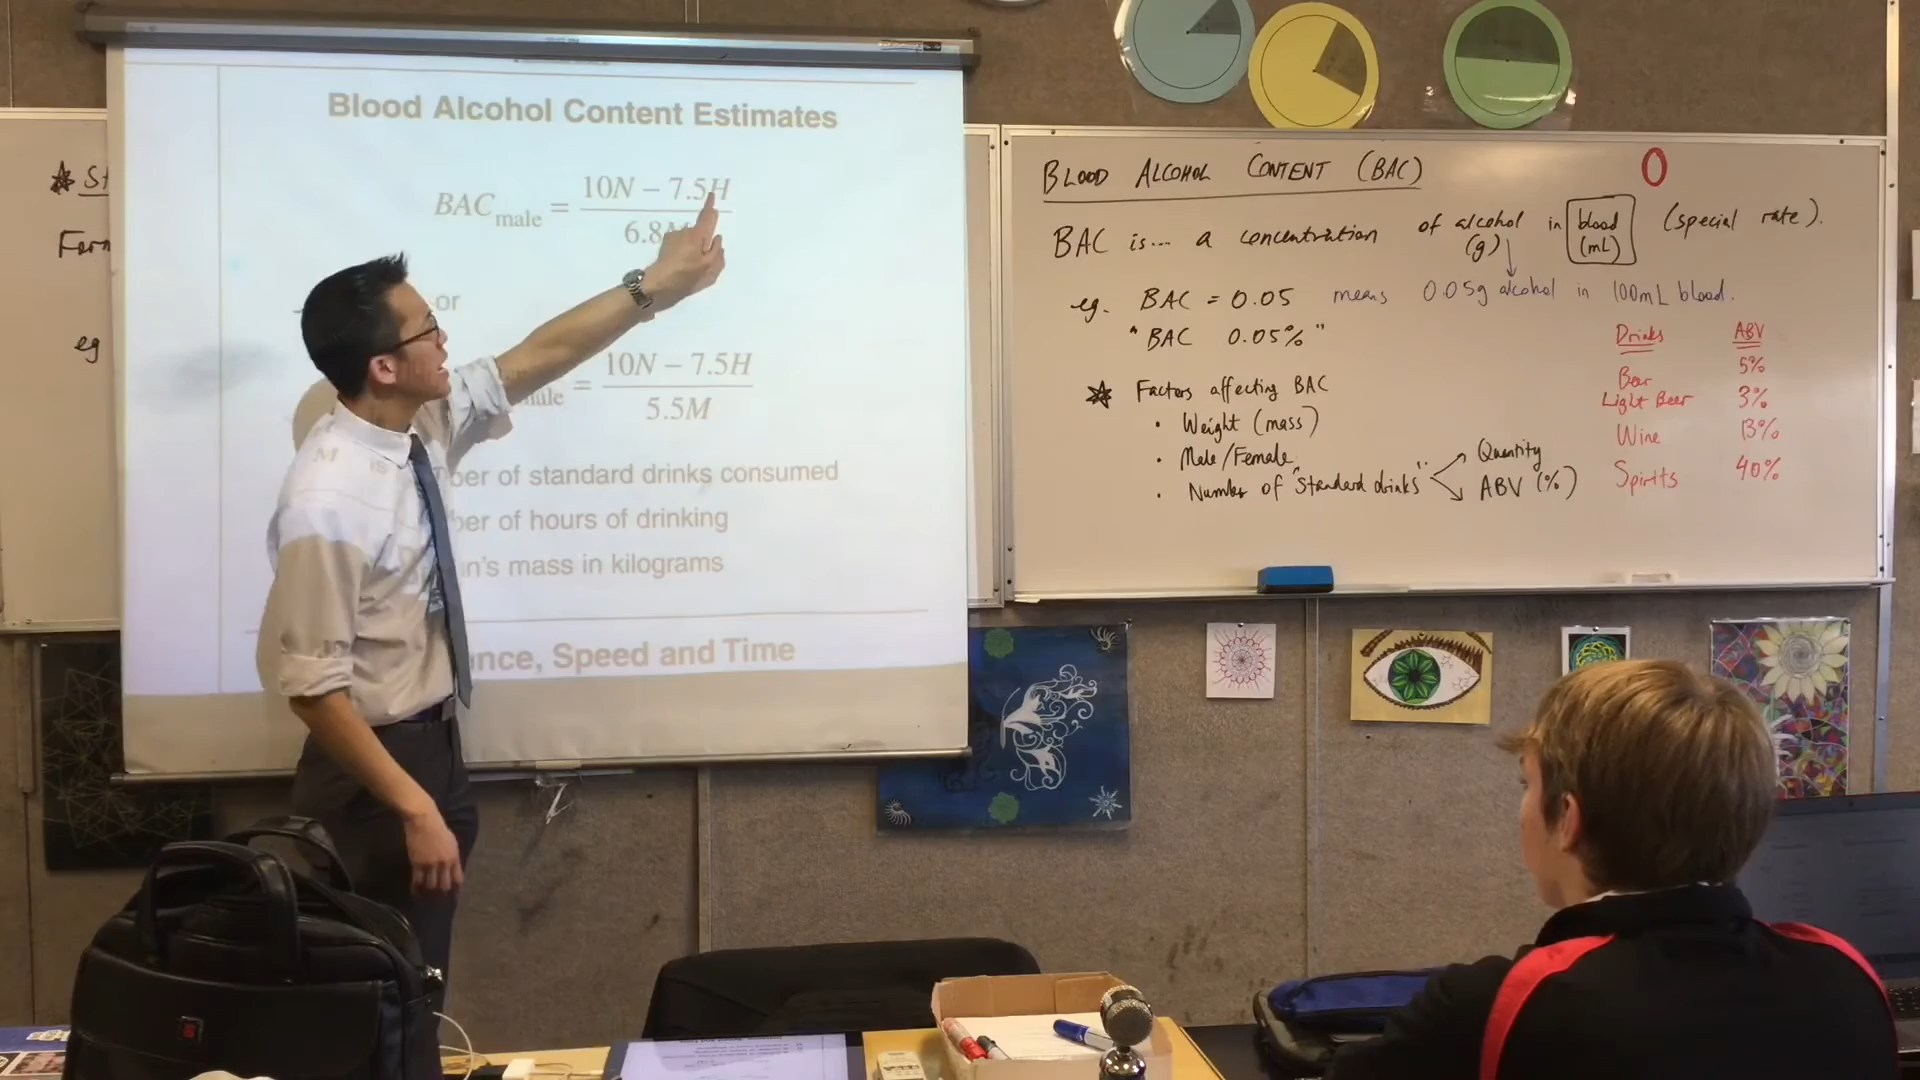 Blood Alcohol Content Estimates
BACmale = 10N − 7.5H
6.8M
or
= 10N − 7.5H
5.5M
M is
ber of standard drinks consumed
ber of hours of drinking
n's mass in kilograms
nce, Speed and Time
eg
BLOOD ALCOHOL CONTENT (BAC)
0
BAC is... a concentration of alcohol (g) in blood (mL) (special rate).
eg. BAC = 0.05 means 0.05g alcohol in 100mL blood.
"BAC 0.05%"
Factors affecting BAC
• Weight (mass)
• Male/Female
• Number of "Standard drinks"
Quantity
ABV (%)
Drinks ABV
Beer 5%
Light Beer 3%
Wine 13%
Spirits 40%